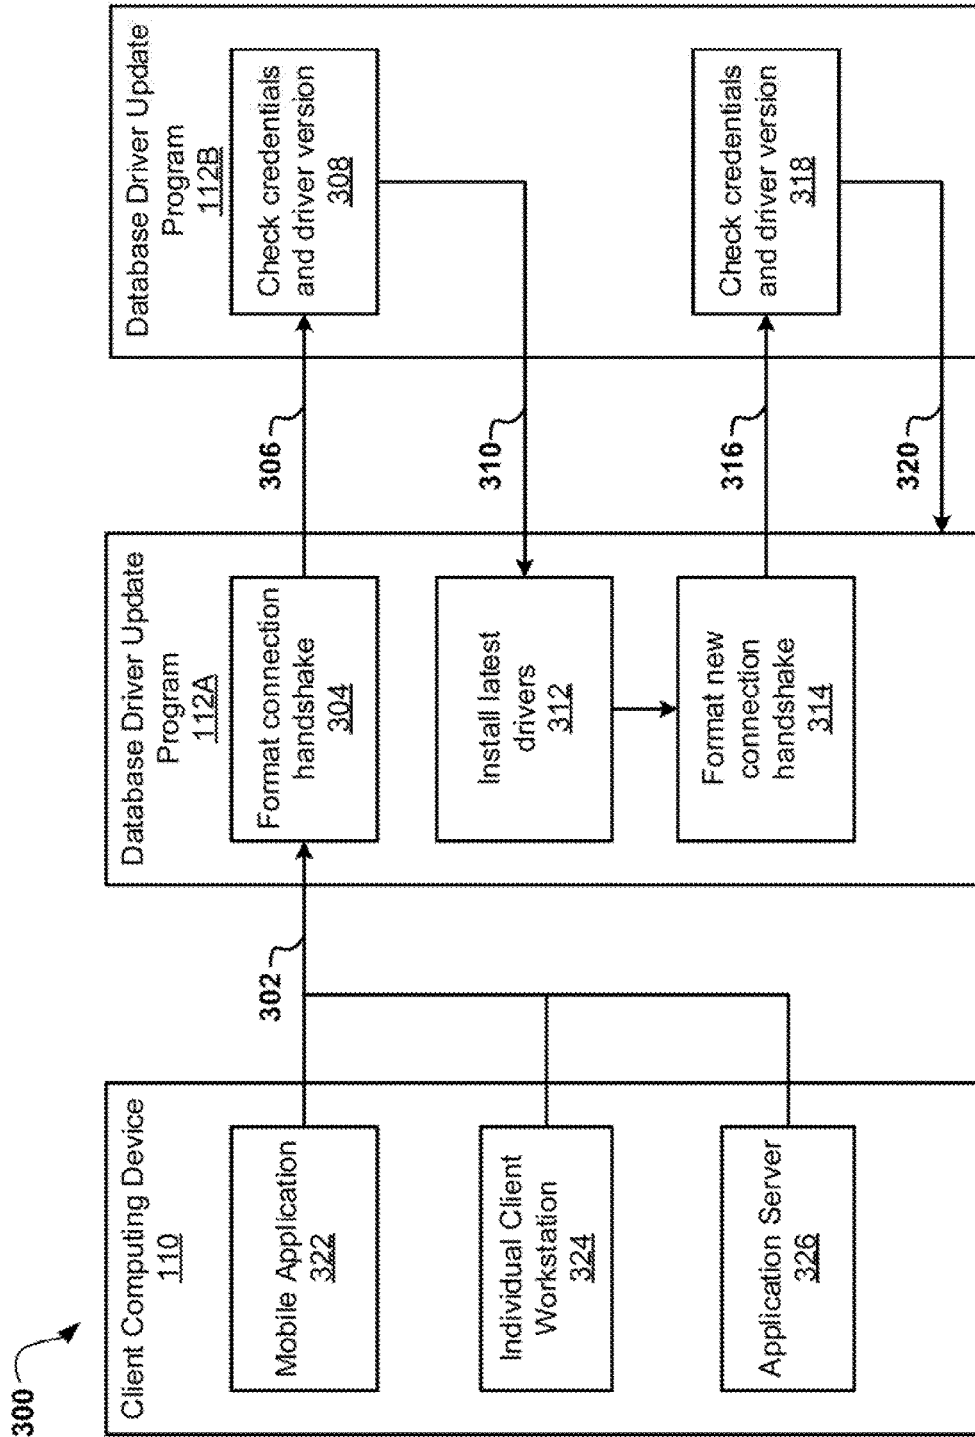 300
Client Computing Device
110
Mobile Application
322
Individual Client
Workstation
324
Application Server
326
302
Database Driver Update
Program
112A
Format connection
handshake
304
Install latest
drivers
312
Format new
connection
handshake
314
306
310
316
320
Database Driver Update
Program
112B
Check credentials
and driver version
308
Check credentials
and driver version
318